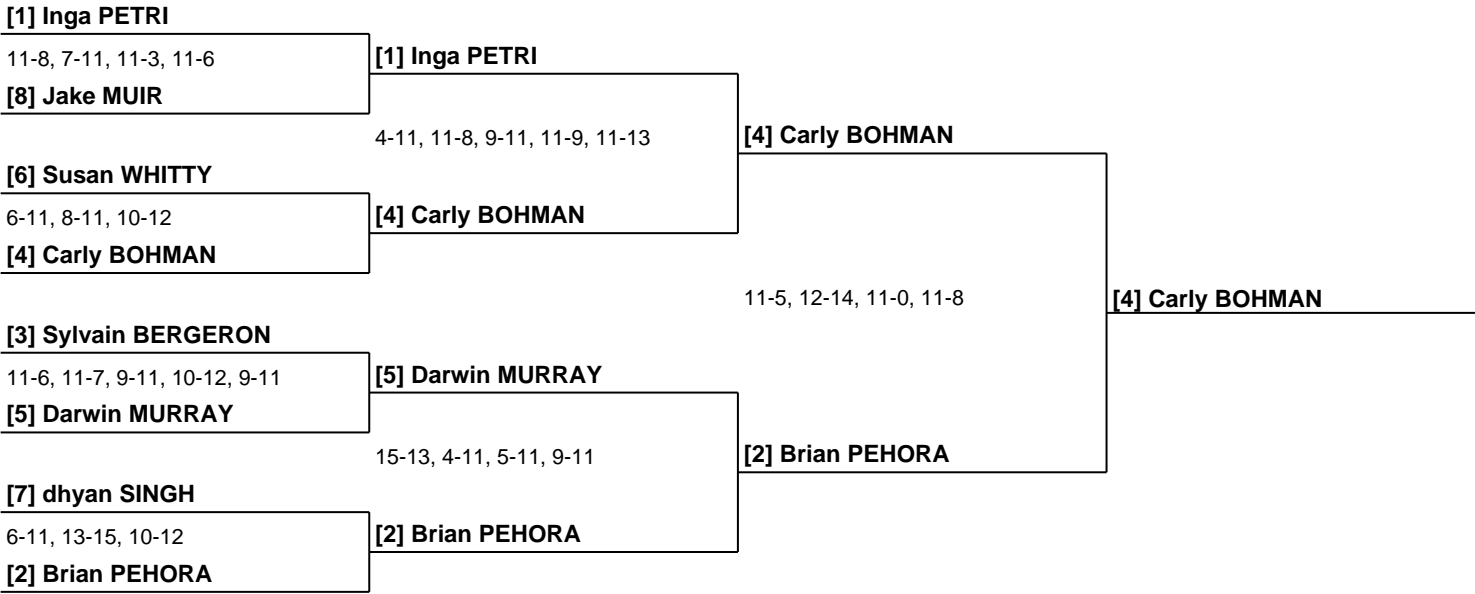 [1] Inga PETRI
11-8, 7-11, 11-3, 11-6
[1] Inga PETRI
[8] Jake MUIR
4-11, 11-8, 9-11, 11-9, 11-13
[4] Carly BOHMAN
[6] Susan WHITTY
6-11, 8-11, 10-12
[4] Carly BOHMAN
[4] Carly BOHMAN
11-5, 12-14, 11-0, 11-8
[4] Carly BOHMAN
[3] Sylvain BERGERON
11-6, 11-7, 9-11, 10-12, 9-11
[5] Darwin MURRAY
[5] Darwin MURRAY
15-13, 4-11, 5-11, 9-11
[2] Brian PEHORA
[7] dhyan SINGH
6-11, 13-15, 10-12
[2] Brian PEHORA
[2] Brian PEHORA